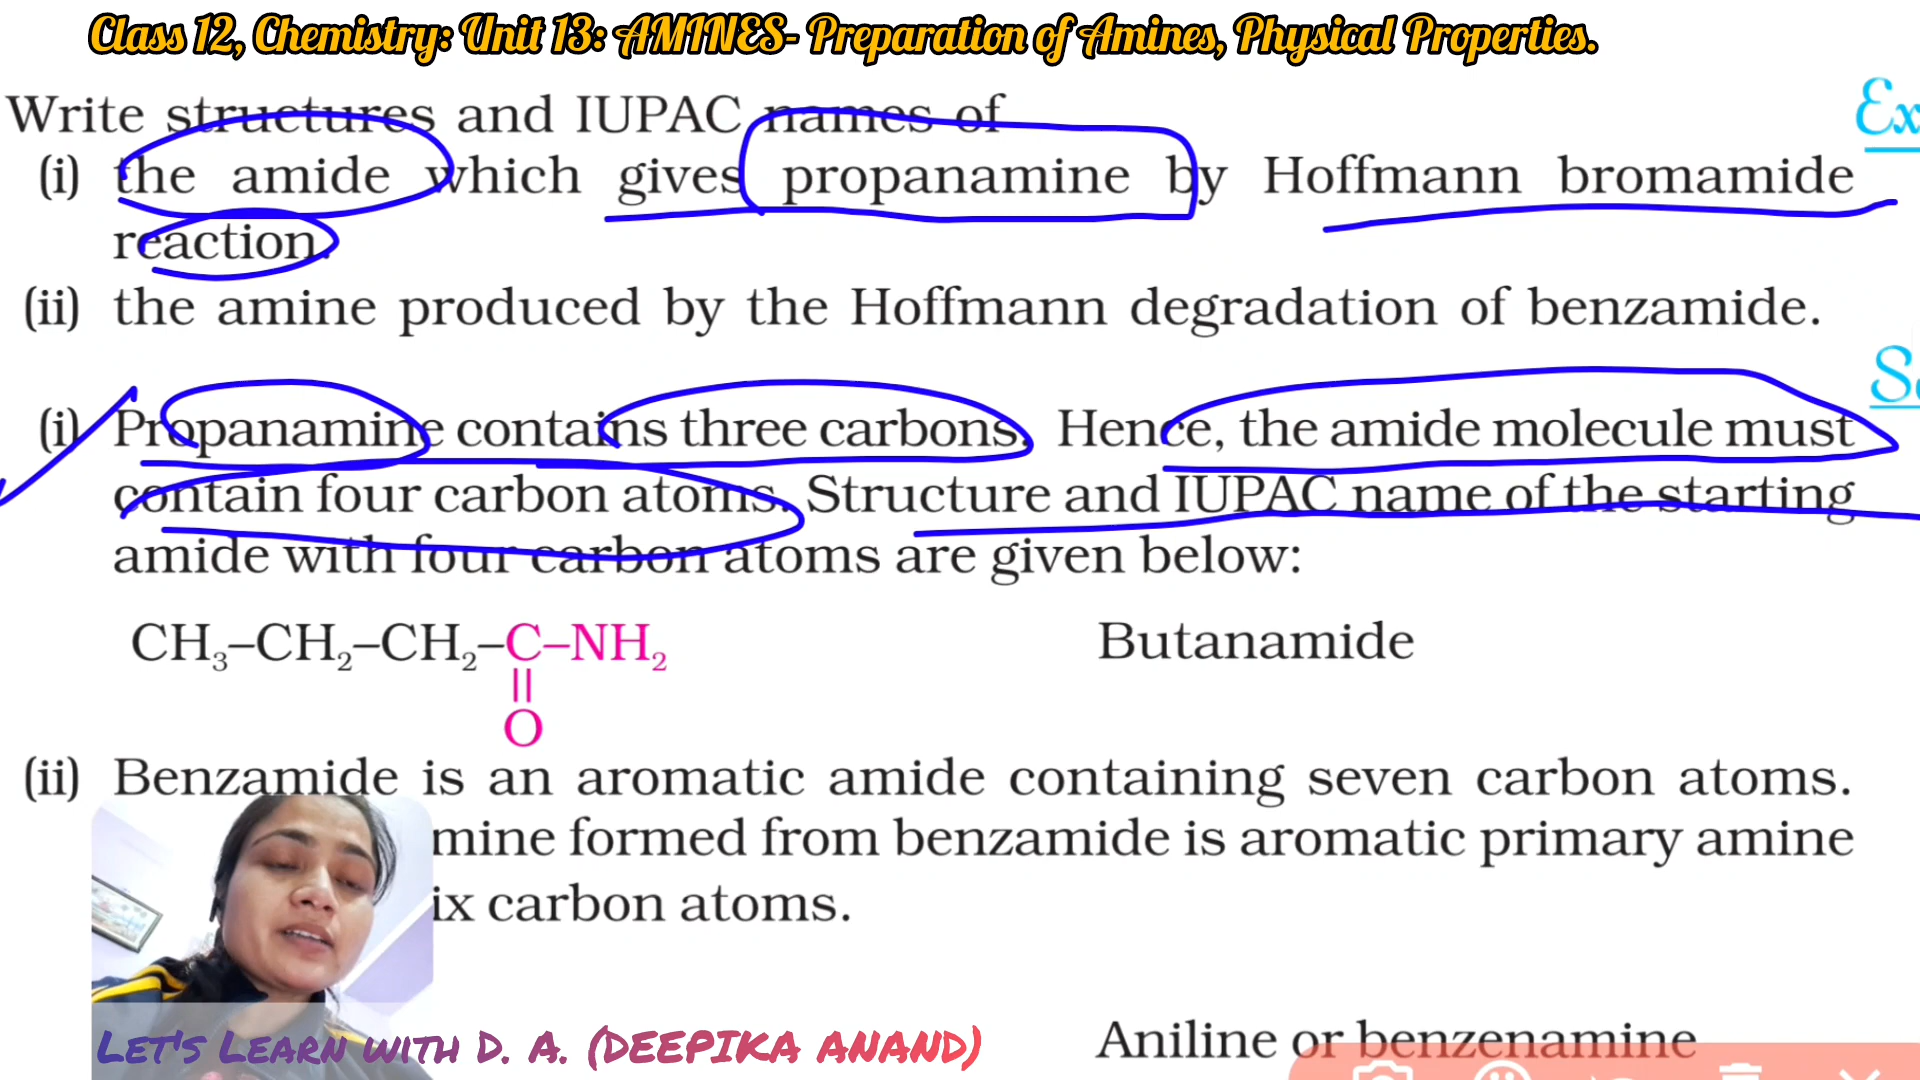 Class 12, Chemistry: Unit 13: AMINES- Preparation of Amines, Physical Properties.
Write structures and IUPAC names of
(i) the amide which gives propanamine by Hoffmann bromamide
reaction.
(ii) the amine produced by the Hoffmann degradation of benzamide.
(i) Propanamine contains three carbons. Hence, the amide molecule must
contain four carbon atoms. Structure and IUPAC name of the starting
amide with four carbon atoms are given below:
CH₃–CH₂–CH₂–C–NH₂ Butanamide
||
O
(ii) Benzamide is an aromatic amide containing seven carbon atoms.
mine formed from benzamide is aromatic primary amine
ix carbon atoms.
Aniline or benzenamine
LET'S LEARN WITH D. A. (DEEPIKA ANAND)